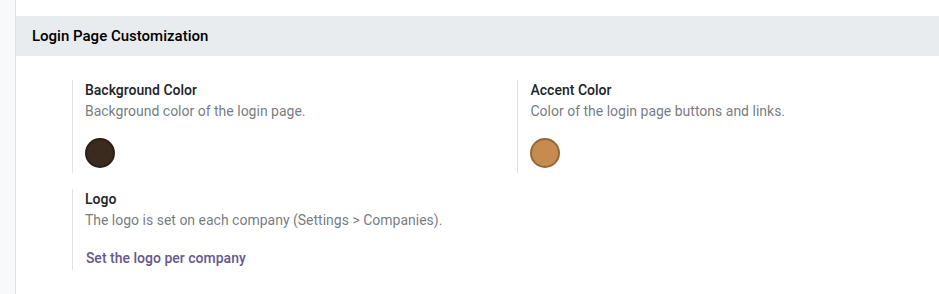 Login Page Customization
Background Color
Background color of the login page.
Accent Color
Color of the login page buttons and links.
Logo
The logo is set on each company (Settings > Companies).
Set the logo per company